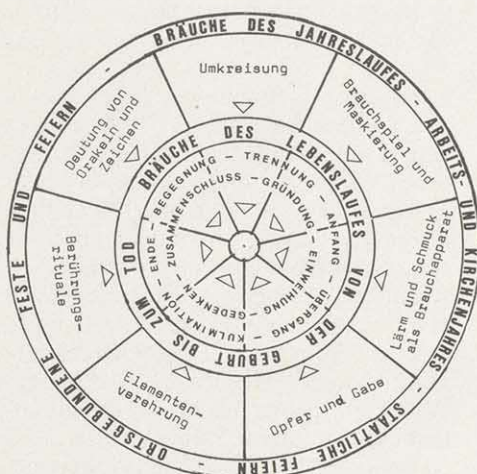 BRÄUCHE DES JAHRESLAUFES - ARBEITS- UND KIRCHENJAHRES - STAATLICHE FEIERN - ORTSGEBUNDENE FESTE UND FEIERN -
Umkreisung
Brauchspiel und
Maskierung
Lärm und Schmuck
als Brauchapparat
Opfer und Gabe
Elementen-
verehrung
Berührungs-
rituale
Deutung von
Orakeln und
Zeichen
BRÄUCHE DES LEBENSLAUFES VON DER GEBURT BIS ZUM TOD
BEGEGNUNG - TRENNUNG - ANFANG - ÜBERGANG - KULMINATION - ENDE -
ZUSAMMENSCHLUSS - GRÜNDUNG - EINWEIHUNG - GEDENKEN